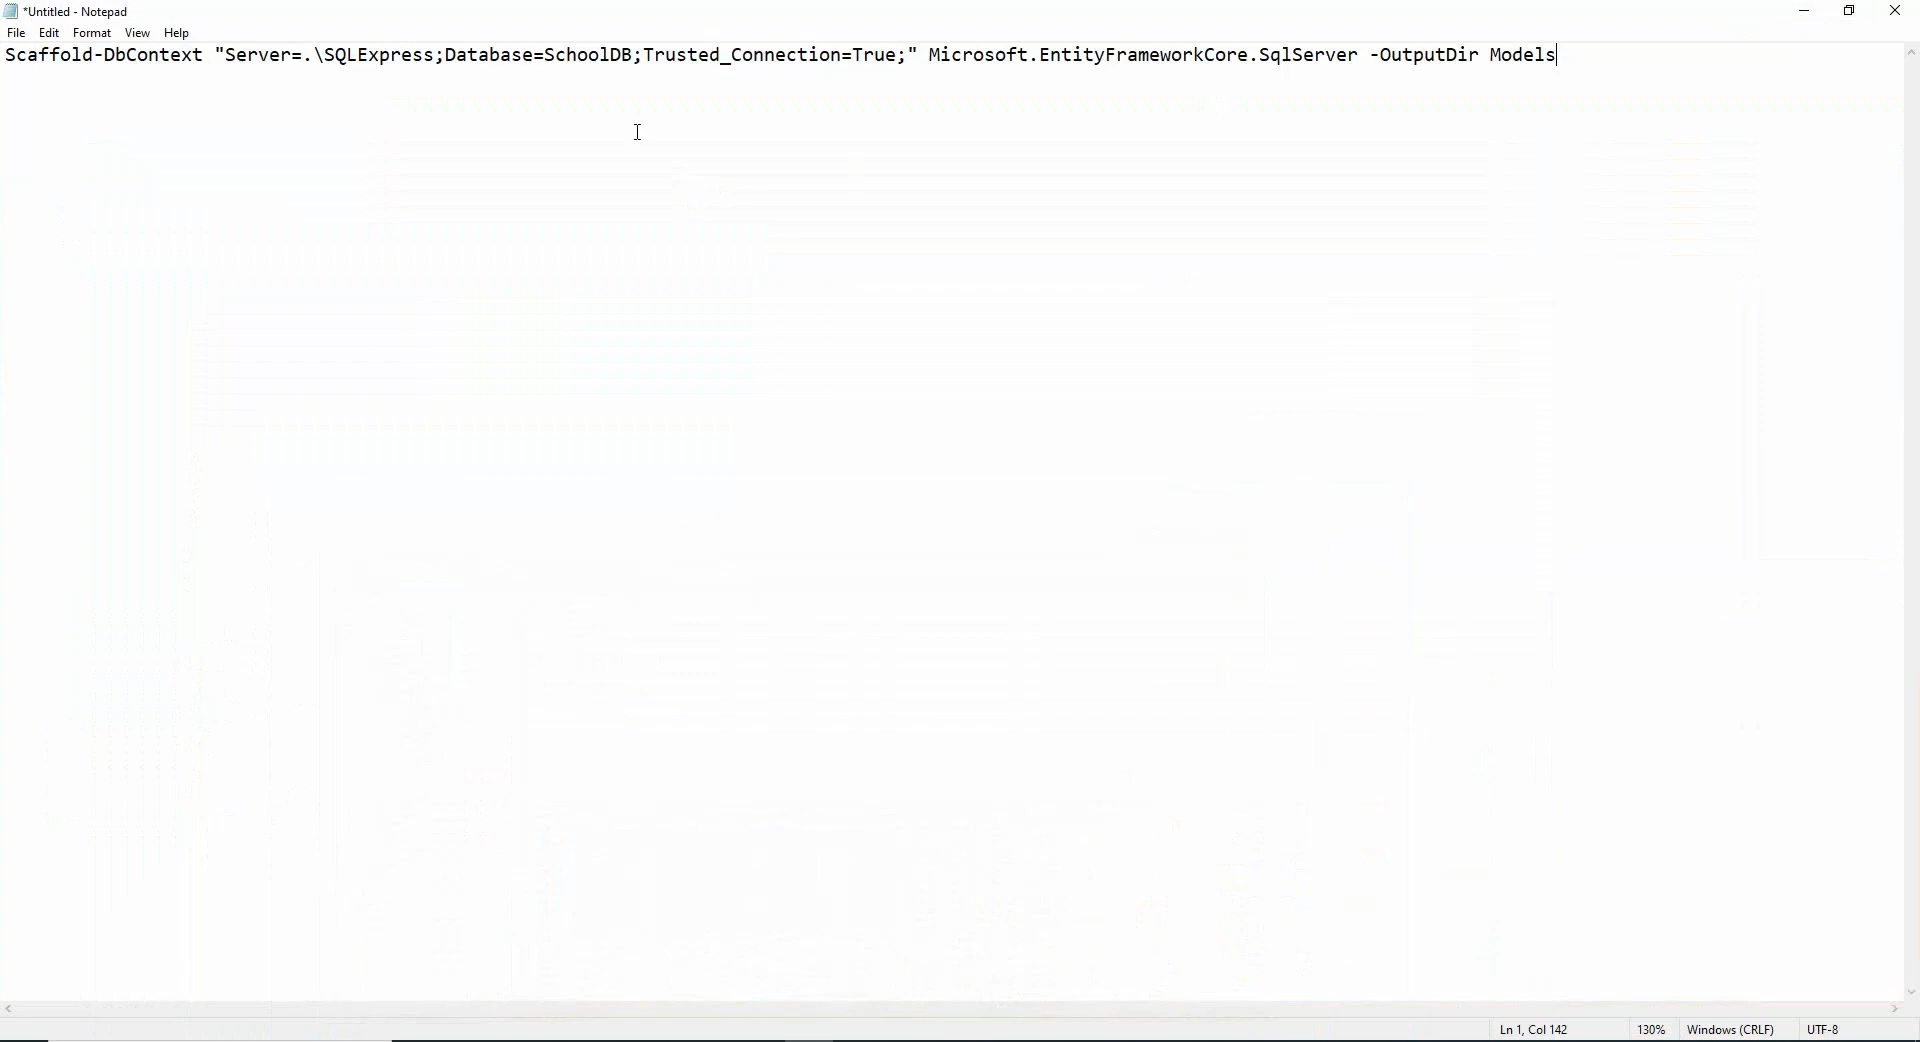 *Untitled - Notepad
File Edit Format View Help
Scaffold-DbContext "Server=.\SQLExpress;Database=SchoolDB;Trusted_Connection=True;" Microsoft.EntityFrameworkCore.SqlServer -OutputDir Models
Ln 1, Col 142 130% Windows (CRLF) UTF-8